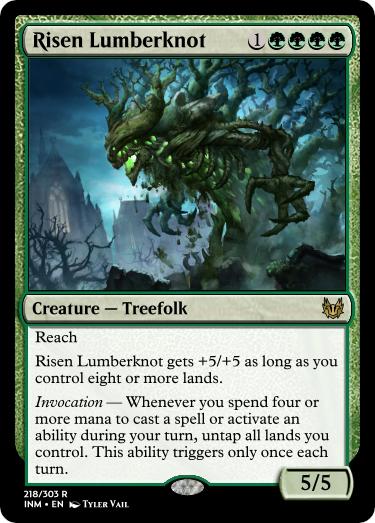 Risen Lumberknot 1
Creature — Treefolk
Reach
Risen Lumberknot gets +5/+5 as long as you
control eight or more lands.
Invocation — Whenever you spend four or
more mana to cast a spell or activate an
ability during your turn, untap all lands you
control. This ability triggers only once each
turn.
5/5
218/303 R
INM • EN Tyler Vail